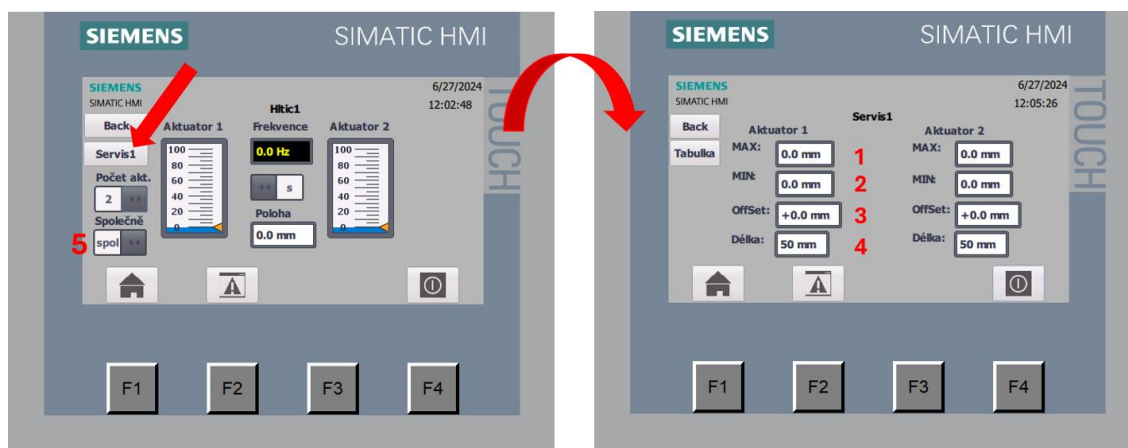 SIEMENS
SIMATIC HMI
SIEMENS
SIMATIC HMI
6/27/2024
12:02:48
TOUCH
Hltic1
Back
Aktuator 1
Frekvence
Aktuator 2
Servis1
100
80
60
40
20
0
0.0 Hz
s
Poloha
0.0 mm
100
80
60
40
20
0
Počet akt.
2
Společně
5
spol
F1
F2
F3
F4
SIEMENS
SIMATIC HMI
SIEMENS
SIMATIC HMI
6/27/2024
12:05:26
TOUCH
Servis1
Back
Aktuator 1
Aktuator 2
Tabulka
MAX:
0.0 mm
1
MAX:
0.0 mm
MIN:
0.0 mm
2
MIN:
0.0 mm
OffSet:
+0.0 mm
3
OffSet:
+0.0 mm
Délka:
50 mm
4
Délka:
50 mm
F1
F2
F3
F4